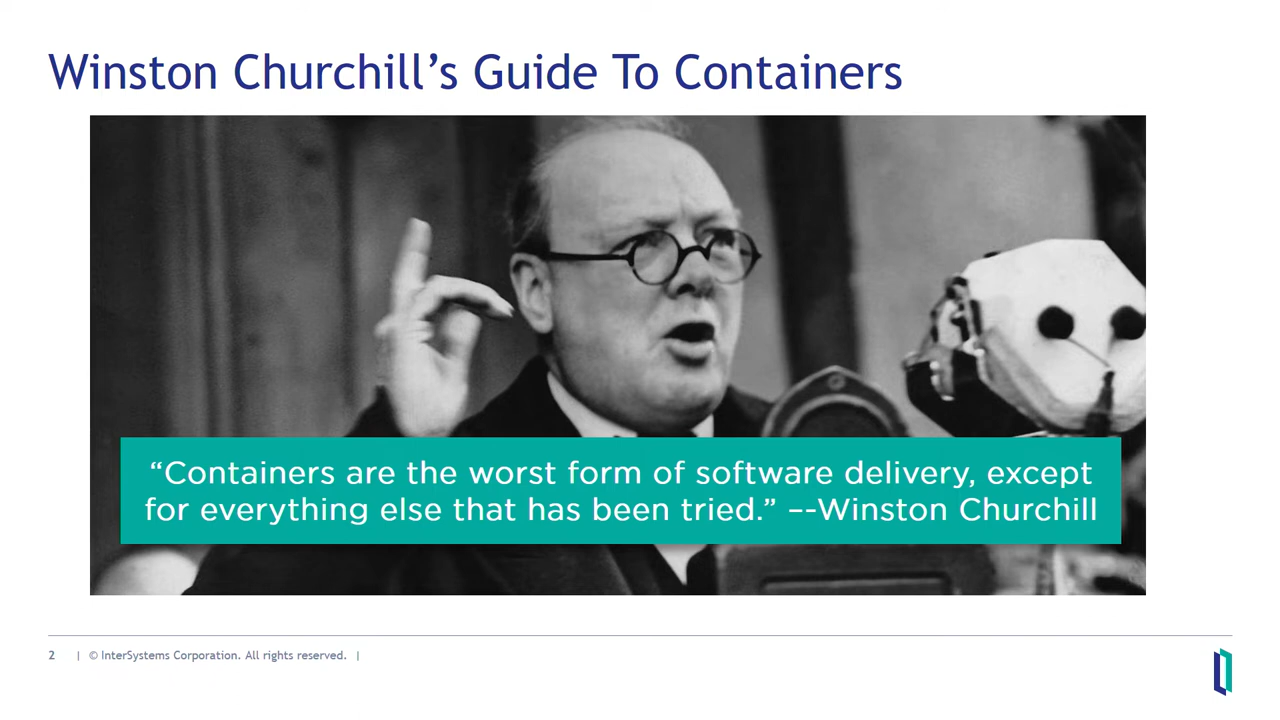 Winston Churchill’s Guide To Containers
“Containers are the worst form of software delivery, except
for everything else that has been tried.” –-Winston Churchill
2 | © InterSystems Corporation. All rights reserved. |